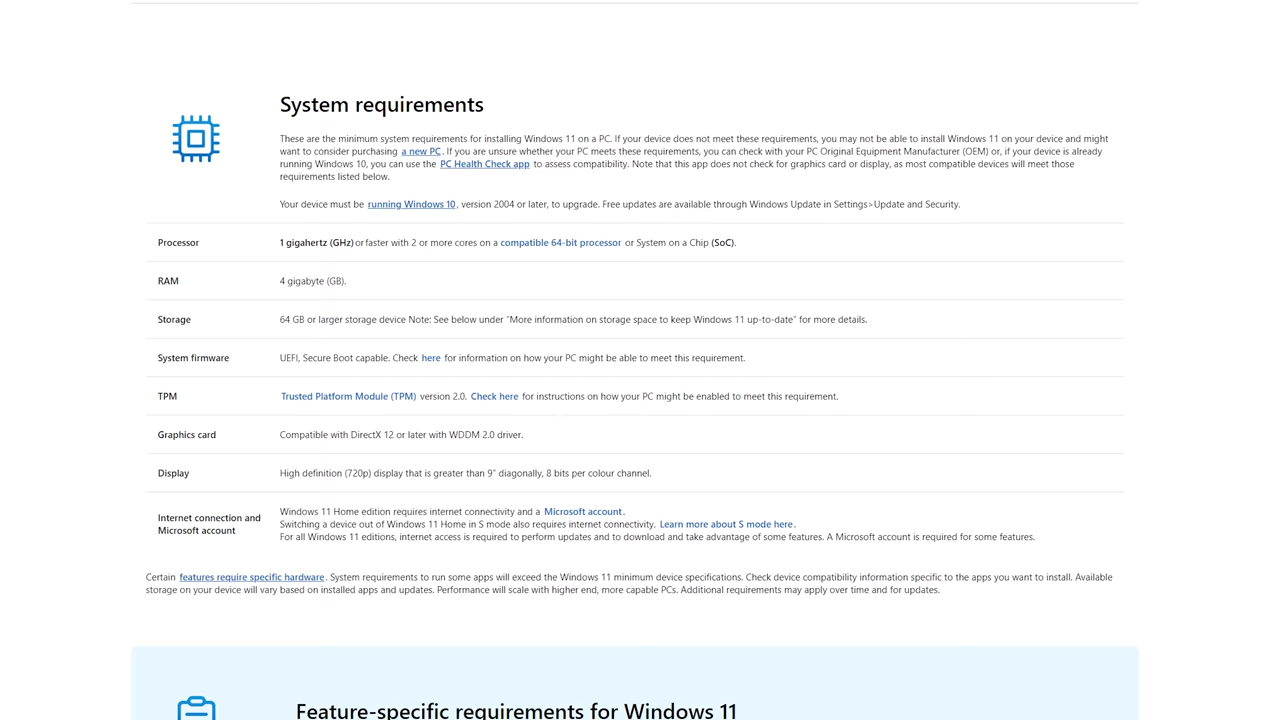 System requirements
These are the minimum system requirements for installing Windows 11 on a PC. If your device does not meet these requirements, you may not be able to install Windows 11 on your device and might
want to consider purchasing a new PC. If you are unsure whether your PC meets these requirements, you can check with your PC Original Equipment Manufacturer (OEM) or, if your device is already
running Windows 10, you can use the PC Health Check app to assess compatibility. Note that this app does not check for graphics card or display, as most compatible devices will meet those
requirements listed below.
Your device must be running Windows 10, version 2004 or later, to upgrade. Free updates are available through Windows Update in Settings>Update and Security.
Processor 1 gigahertz (GHz) or faster with 2 or more cores on a compatible 64-bit processor or System on a Chip (SoC).
RAM 4 gigabyte (GB).
Storage 64 GB or larger storage device Note: See below under "More information on storage space to keep Windows 11 up-to-date" for more details.
System firmware UEFI, Secure Boot capable. Check here for information on how your PC might be able to meet this requirement.
TPM Trusted Platform Module (TPM) version 2.0. Check here for instructions on how your PC might be enabled to meet this requirement.
Graphics card Compatible with DirectX 12 or later with WDDM 2.0 driver.
Display High definition (720p) display that is greater than 9" diagonally, 8 bits per colour channel.
Internet connection and
Microsoft account
Windows 11 Home edition requires internet connectivity and a Microsoft account.
Switching a device out of Windows 11 Home in S mode also requires internet connectivity. Learn more about S mode here.
For all Windows 11 editions, internet access is required to perform updates and to download and take advantage of some features. A Microsoft account is required for some features.
Certain features require specific hardware. System requirements to run some apps will exceed the Windows 11 minimum device specifications. Check device compatibility information specific to the apps you want to install. Available
storage on your device will vary based on installed apps and updates. Performance will scale with higher end, more capable PCs. Additional requirements may apply over time and for updates.
Feature-specific requirements for Windows 11